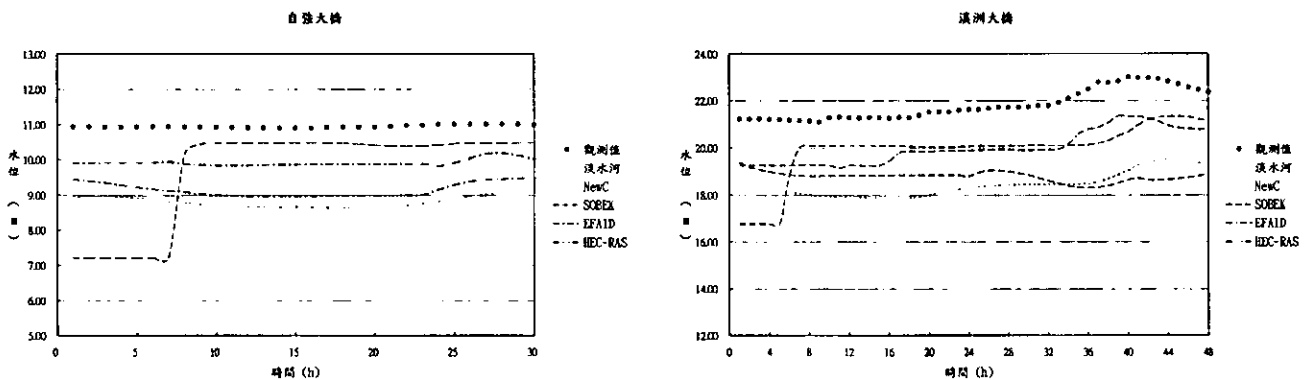 自強大橋
13.00
12.00
11.00
10.00
9.00
8.00
7.00
6.00
5.00
水位（m）
0 5 10 15 20 25 30
時間 (h)
觀測值
淡水河
NewC
SOBEK
EFA1D
HEC-RAS
溪洲大橋
24.00
22.00
20.00
18.00
16.00
14.00
12.00
水位（m）
0 4 8 12 16 20 24 28 32 36 40 44 48
時間 (h)
觀測值
淡水河
NewC
SOBEK
EFA1D
HEC-RAS